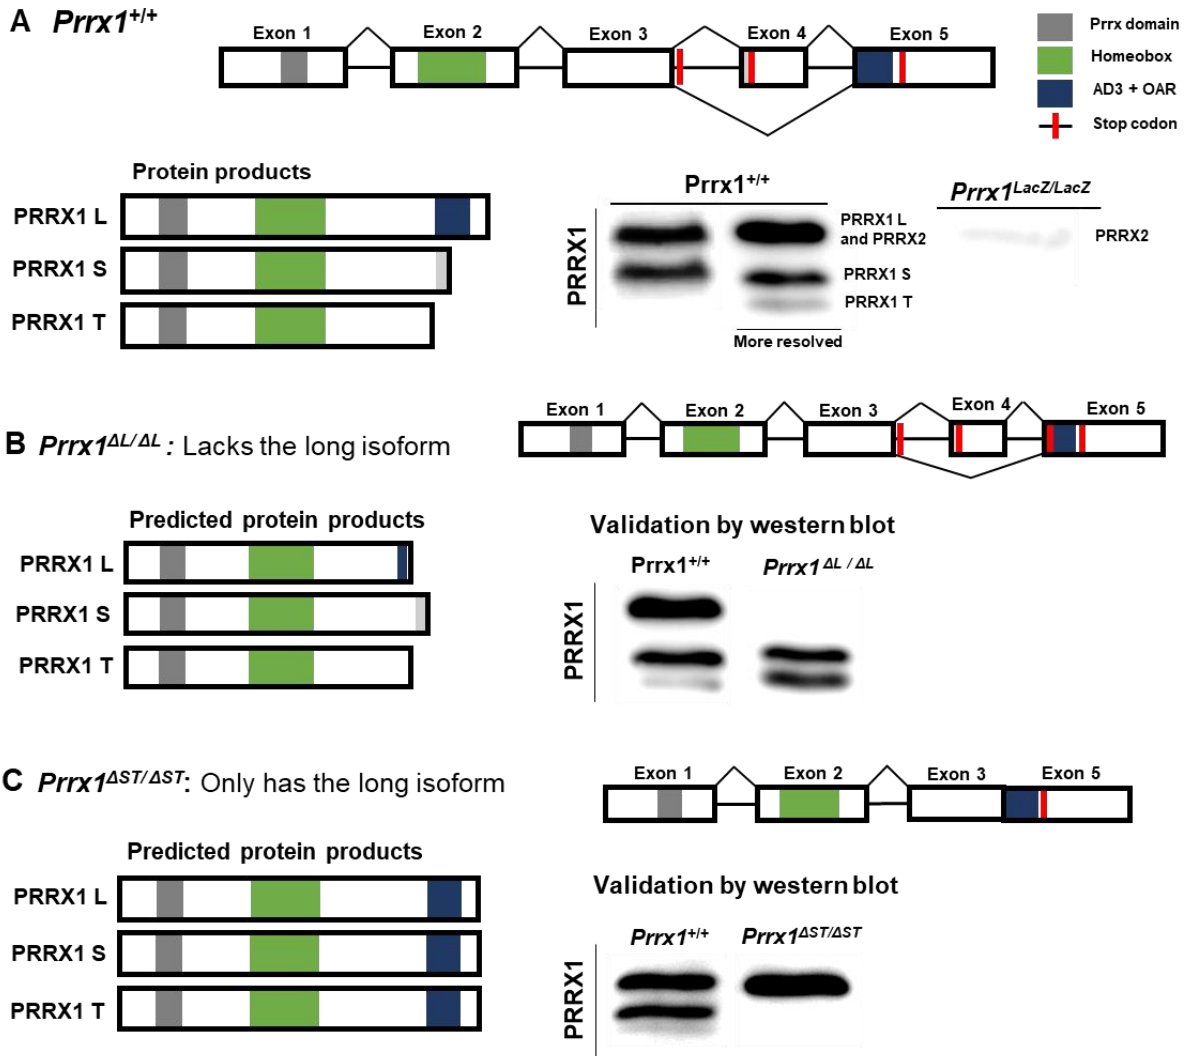 A Prrx1+/+
Exon 1 Exon 2 Exon 3 Exon 4 Exon 5
Prrx domain
Homeobox
AD3 + OAR
Stop codon
Protein products
PRRX1 L
PRRX1 S
PRRX1 T
Prrx1+/+
Prrx1LacZ/LacZ
PRRX1
PRRX1 L
and PRRX2
PRRX1 S
PRRX1 T
PRRX2
More resolved
Exon 1 Exon 2 Exon 3 Exon 4 Exon 5
B Prrx1ΔL/ΔL : Lacks the long isoform
Predicted protein products
PRRX1 L
PRRX1 S
PRRX1 T
Validation by western blot
Prrx1+/+ Prrx1ΔL / ΔL
PRRX1
C Prrx1ΔST/ΔST: Only has the long isoform
Exon 1 Exon 2 Exon 3 Exon 5
Predicted protein products
PRRX1 L
PRRX1 S
PRRX1 T
Validation by western blot
Prrx1+/+ Prrx1ΔST/ΔST
PRRX1